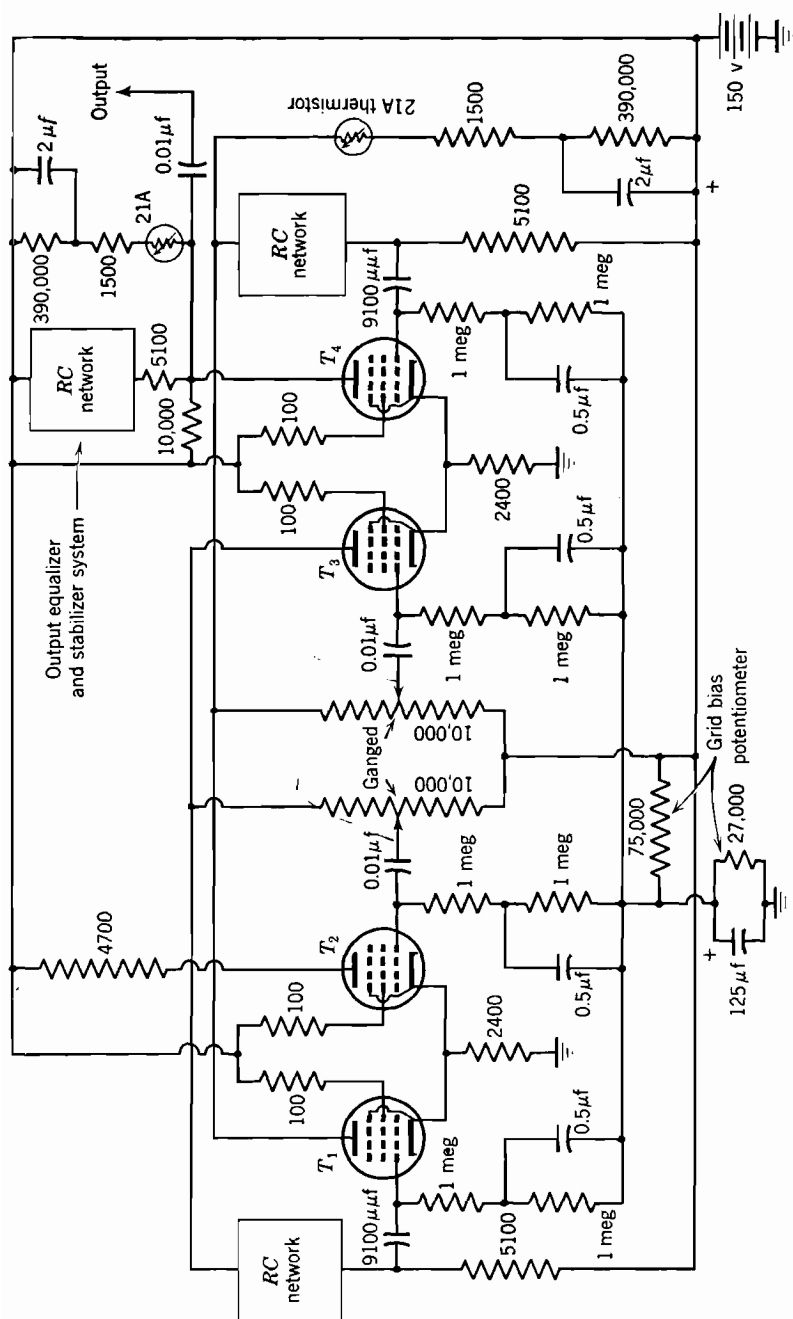 4700
390,000
2 μf
Output
Output equalizer
and stabilizer system
RC
network
1500
21A
0.01 μf
5100
10,000
RC
network
100
100
100
100
RC
network
21A thermistor
T1
T2
T3
T4
9100 μμf
0.01 μf
Ganged
10,000
10,000
0.01 μf
9100 μμf
1500
1 meg
1 meg
1 meg
1 meg
5100
5100
2400
2400
390,000
2 μf
1 meg
0.5 μf
0.5 μf
1 meg
1 meg
0.5 μf
0.5 μf
1 meg
75,000
Grid bias
potentiometer
+
+
125 μf
27,000
150 v